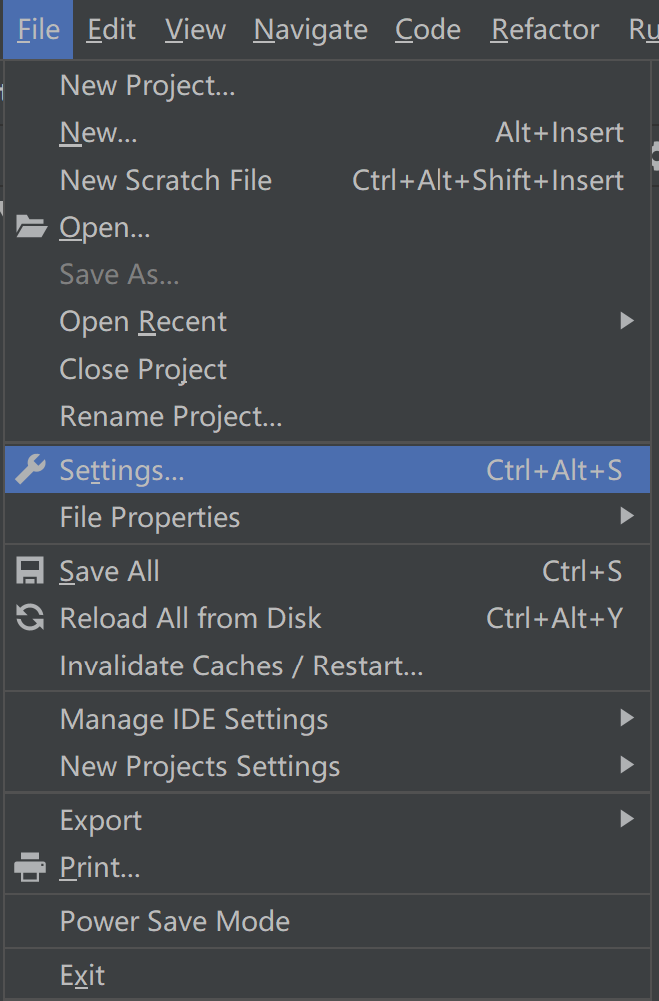 File Edit View Navigate Code Refactor Ru
New Project...
New... Alt+Insert
New Scratch File Ctrl+Alt+Shift+Insert
Open...
Save As...
Open Recent
Close Project
Rename Project...
Settings... Ctrl+Alt+S
File Properties
Save All Ctrl+S
Reload All from Disk Ctrl+Alt+Y
Invalidate Caches / Restart...
Manage IDE Settings
New Projects Settings
Export
Print...
Power Save Mode
Exit